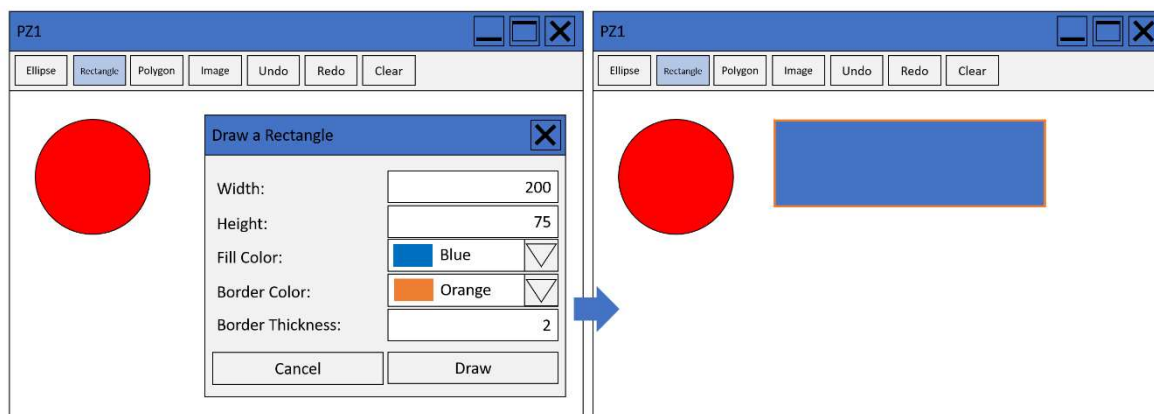 PZ1
Ellipse Rectangle Polygon Image Undo Redo Clear
Draw a Rectangle
Width: 200
Height: 75
Fill Color: Blue
Border Color: Orange
Border Thickness: 2
Cancel Draw
PZ1
Ellipse Rectangle Polygon Image Undo Redo Clear